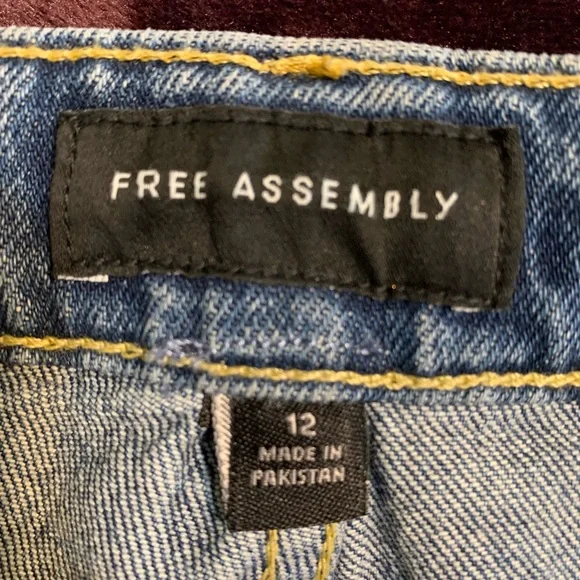 FREE ASSEMBLY
12
MADE IN
PAKISTAN